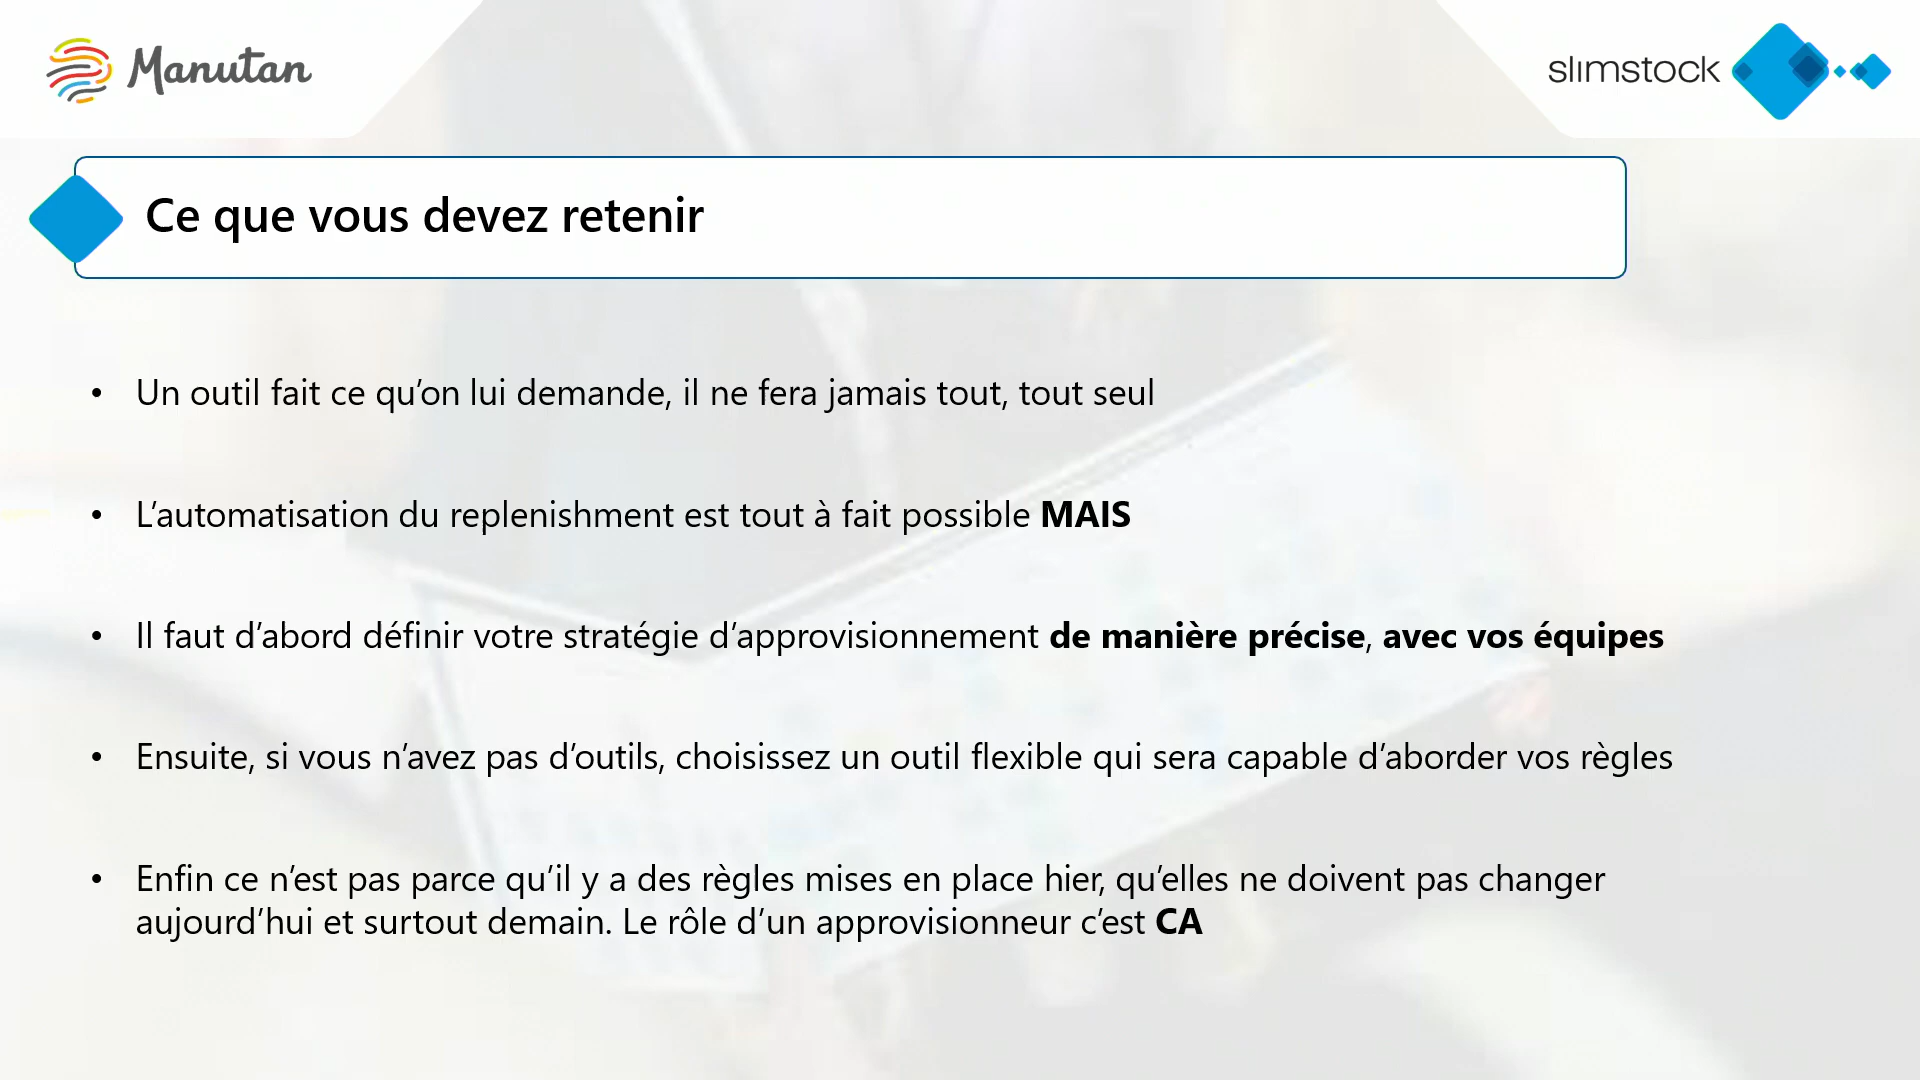 Manutan
slimstock
Ce que vous devez retenir
• Un outil fait ce qu’on lui demande, il ne fera jamais tout, tout seul
• L’automatisation du replenishment est tout à fait possible MAIS
• Il faut d’abord définir votre stratégie d’approvisionnement de manière précise, avec vos équipes
• Ensuite, si vous n’avez pas d’outils, choisissez un outil flexible qui sera capable d’aborder vos règles
• Enfin ce n’est pas parce qu’il y a des règles mises en place hier, qu’elles ne doivent pas changer
aujourd’hui et surtout demain. Le rôle d’un approvisionneur c’est CA